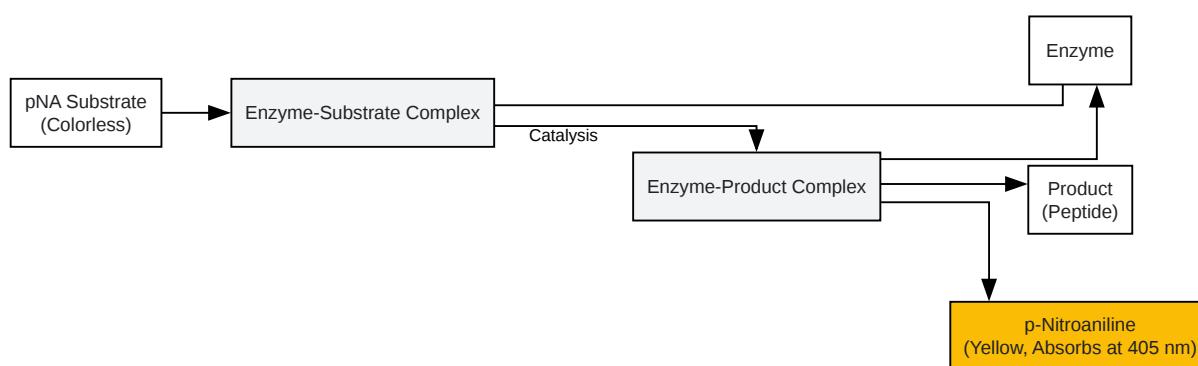 Enzyme
pNA Substrate
(Colorless)
Enzyme-Substrate Complex
Catalysis
Enzyme-Product Complex
Product
(Peptide)
p-Nitroaniline
(Yellow, Absorbs at 405 nm)